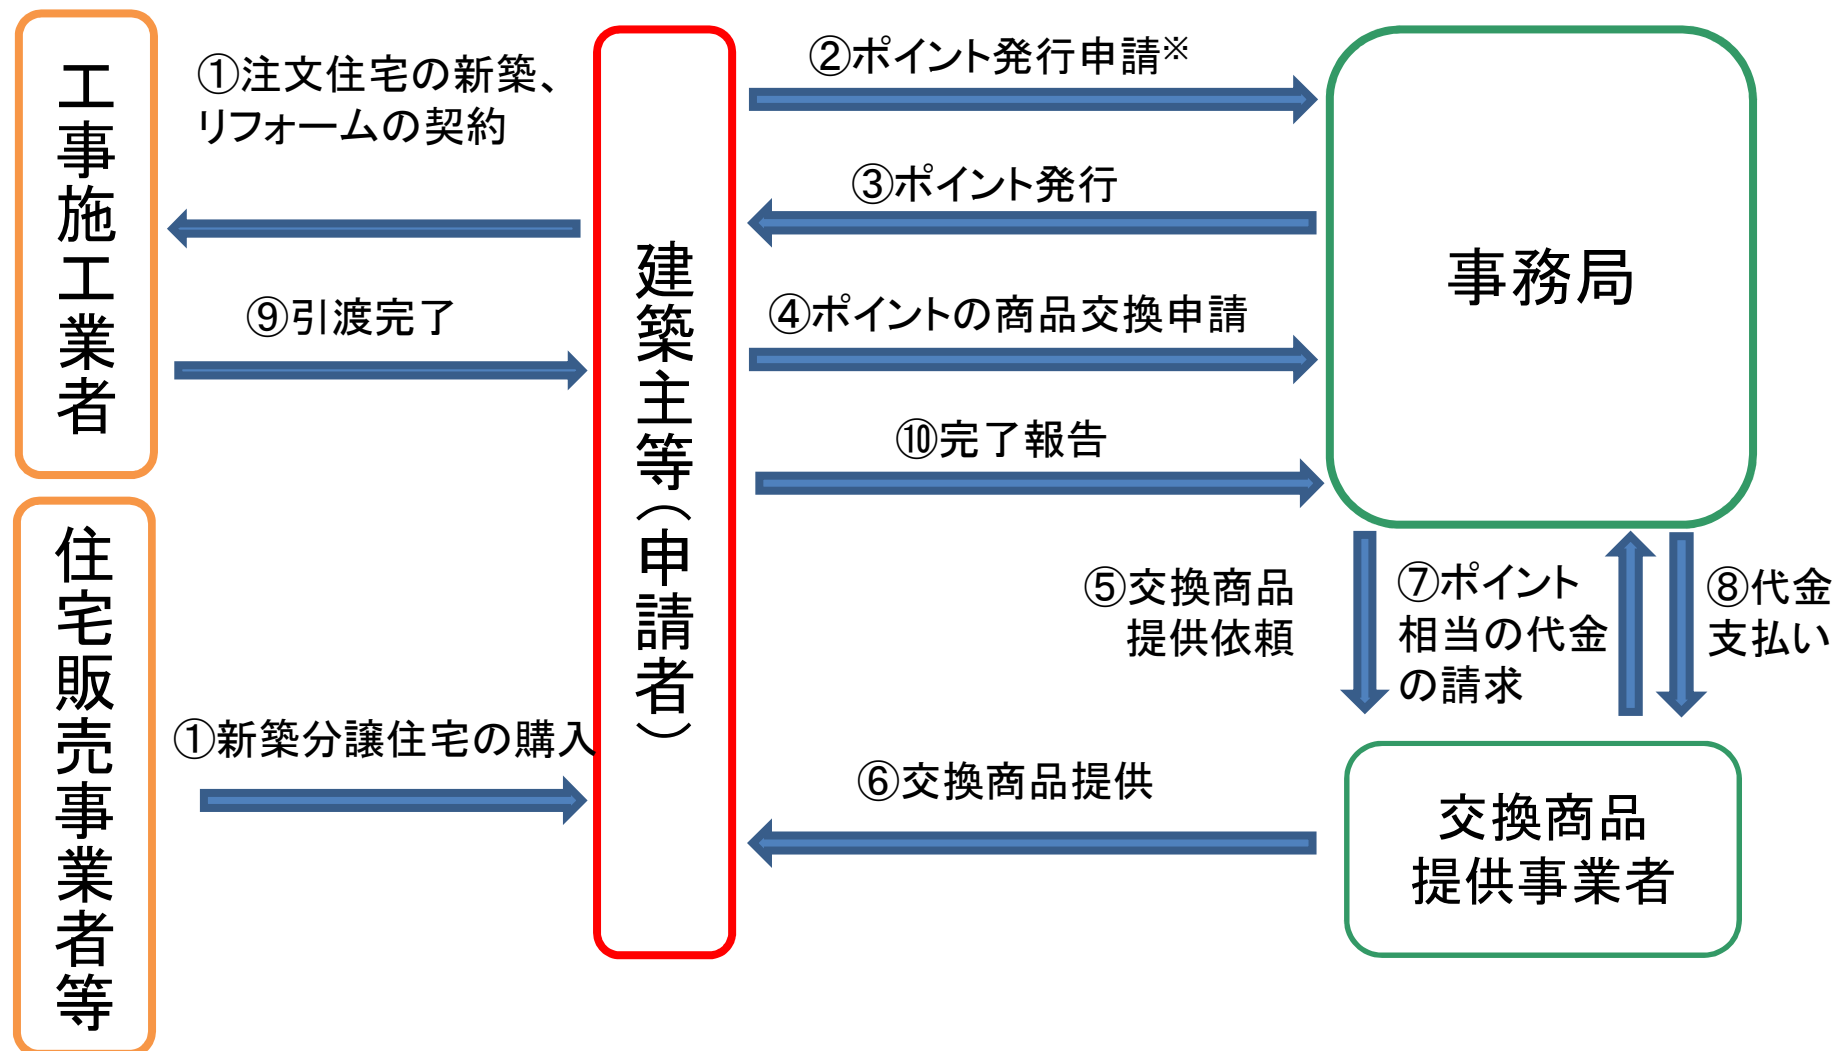 工事施工業者
①注文住宅の新築、
リフォームの契約
⑨引渡完了
住宅販売事業者等
①新築分譲住宅の購入
建築主等(申請者)
②ポイント発行申請※
③ポイント発行
④ポイントの商品交換申請
⑩完了報告
事務局
⑤交換商品
提供依頼
⑦ポイント
相当の代金
の請求
⑧代金
支払い
⑥交換商品提供
交換商品
提供事業者